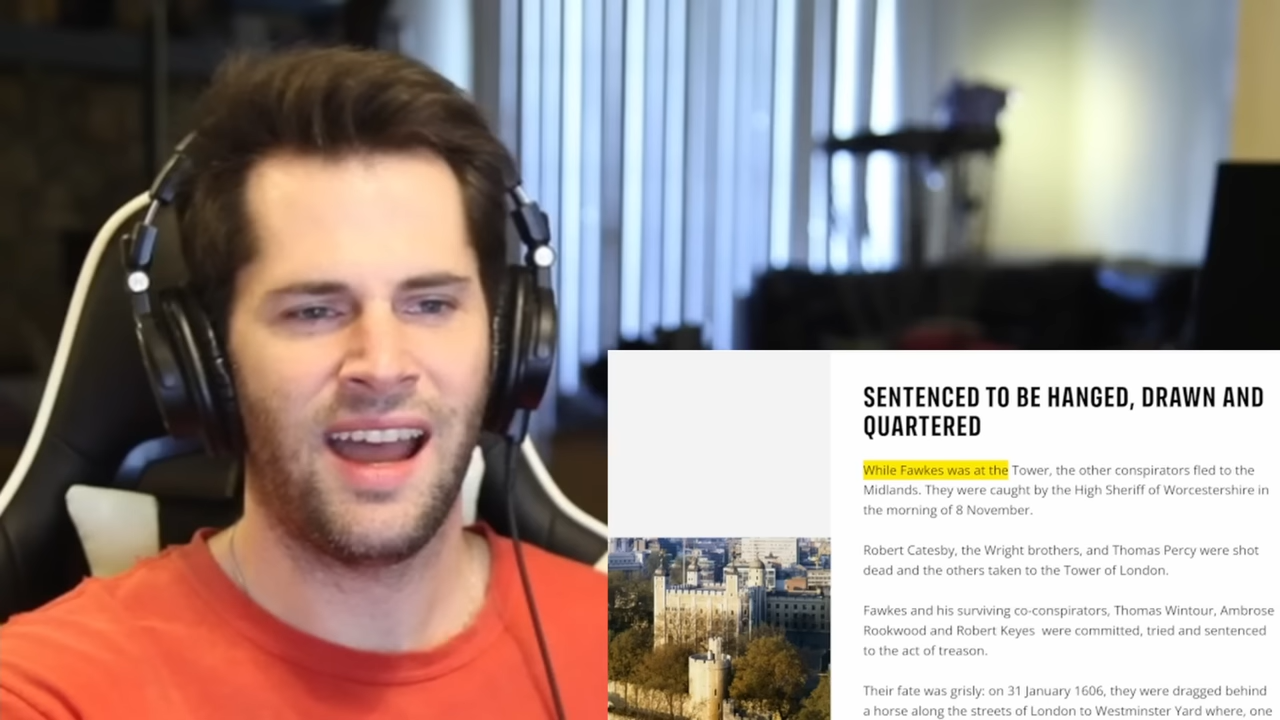 SENTENCED TO BE HANGED, DRAWN AND
QUARTERED
While Fawkes was at the Tower, the other conspirators fled to the
Midlands. They were caught by the High Sheriff of Worcestershire in
the morning of 8 November.
Robert Catesby, the Wright brothers, and Thomas Percy were shot
dead and the others taken to the Tower of London.
Fawkes and his surviving co-conspirators, Thomas Wintour, Ambrose
Rookwood and Robert Keyes were committed, tried and sentenced
to the act of treason.
Their fate was grisly: on 31 January 1606, they were dragged behind
a horse along the streets of London to Westminster Yard where, one